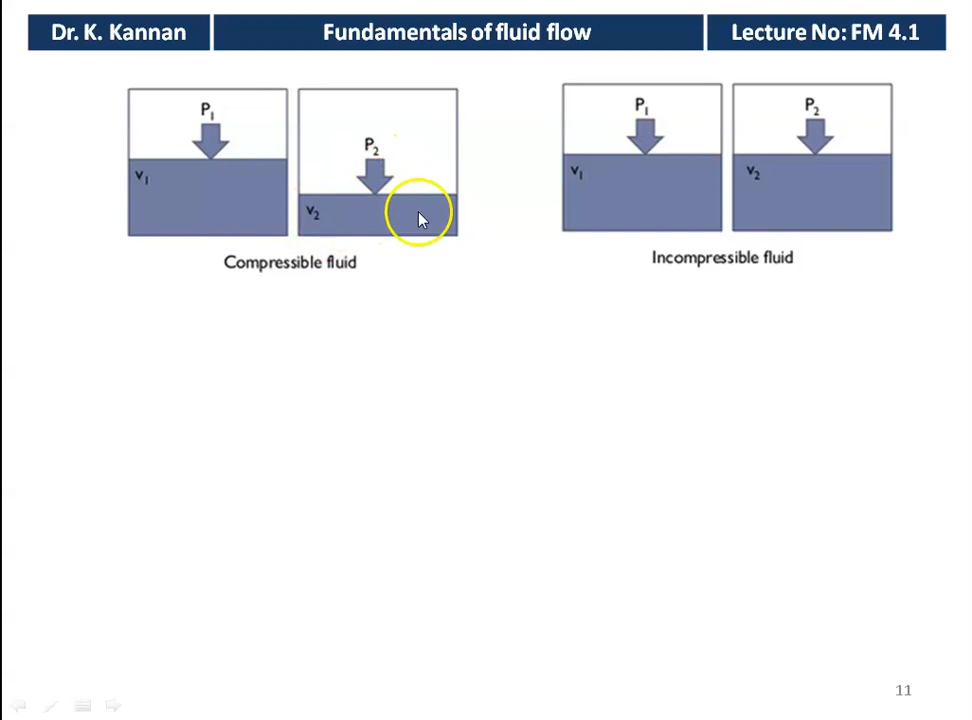 Dr. K. Kannan
Fundamentals of fluid flow
Lecture No: FM 4.1
P1
P2
v1
v2
Compressible fluid
P1
P2
v1
v2
Incompressible fluid
11